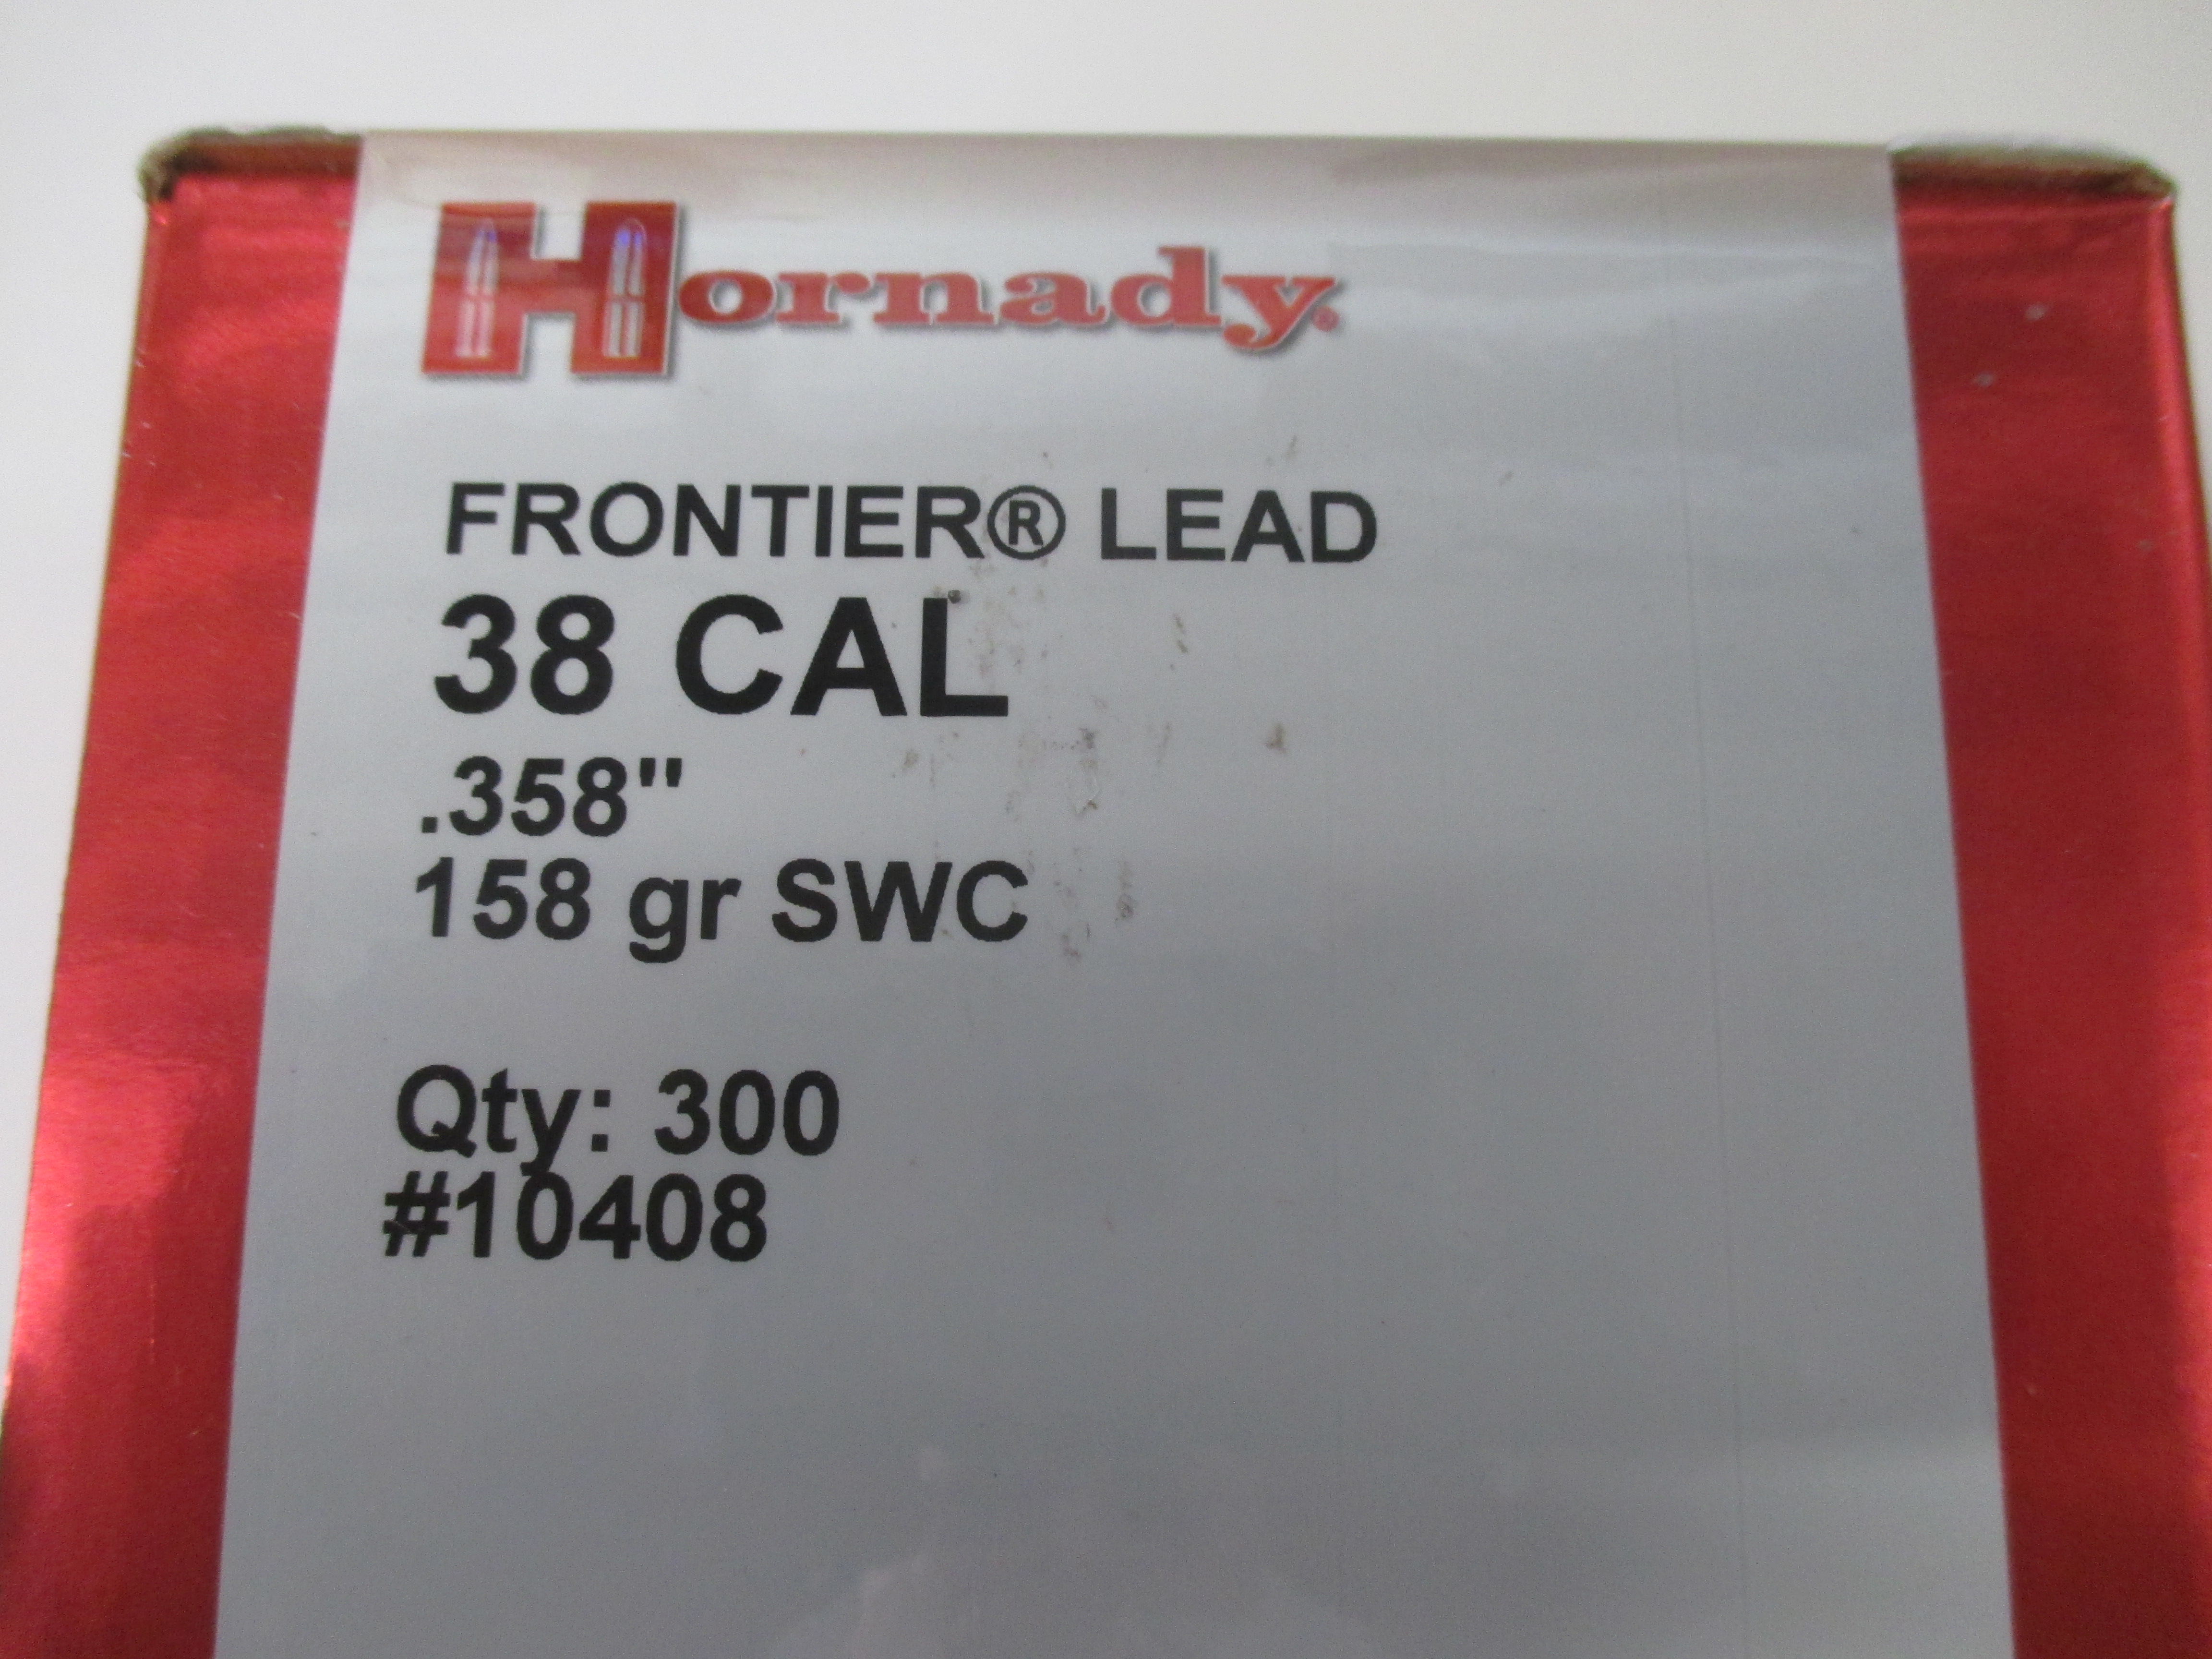 Hornady®
FRONTIER® LEAD
38 CAL
.358"
158 gr SWC
Qty: 300
#10408